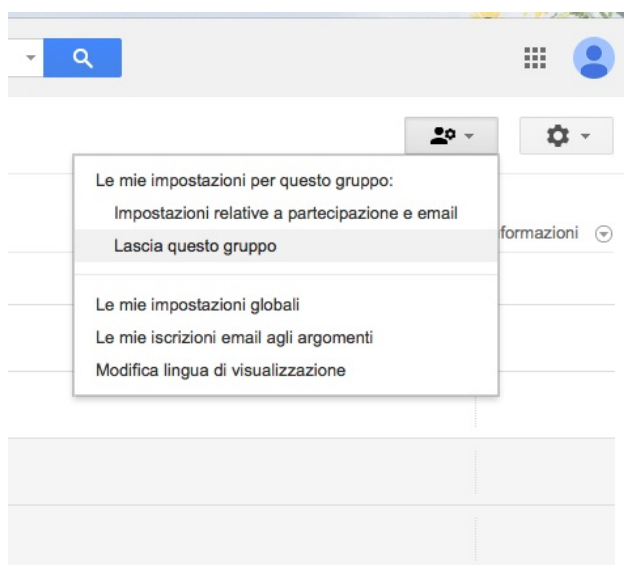 Le mie impostazioni per questo gruppo:
Impostazioni relative a partecipazione e email
Lascia questo gruppo
formazioni
Le mie impostazioni globali
Le mie iscrizioni email agli argomenti
Modifica lingua di visualizzazione